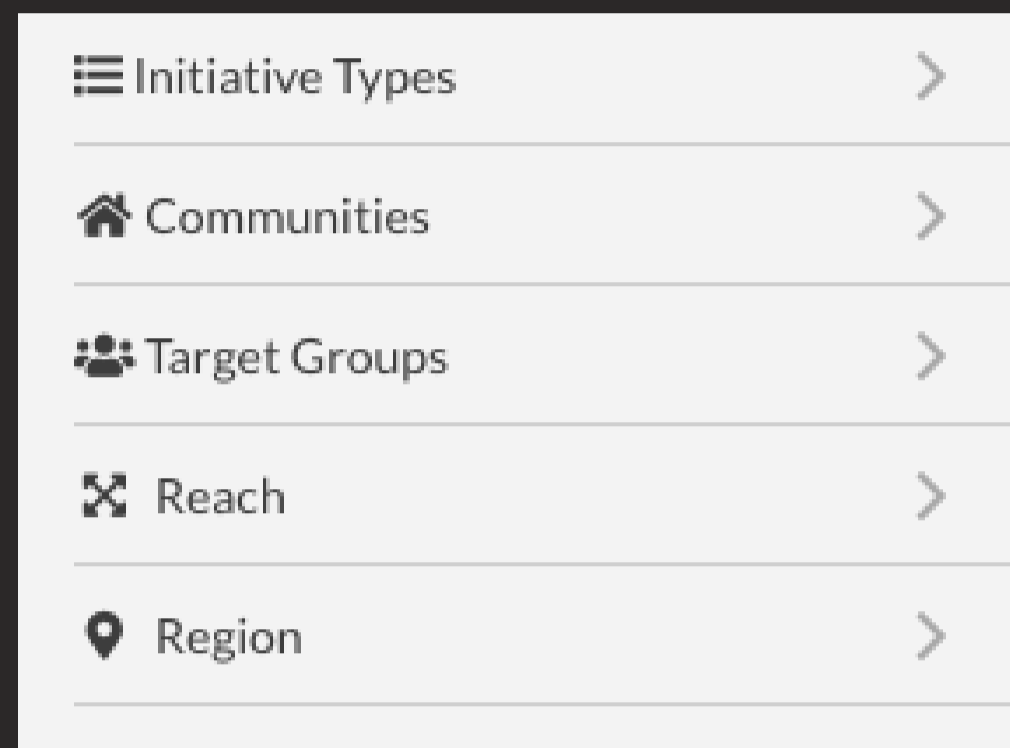 Initiative Types
Communities
Target Groups
Reach
Region